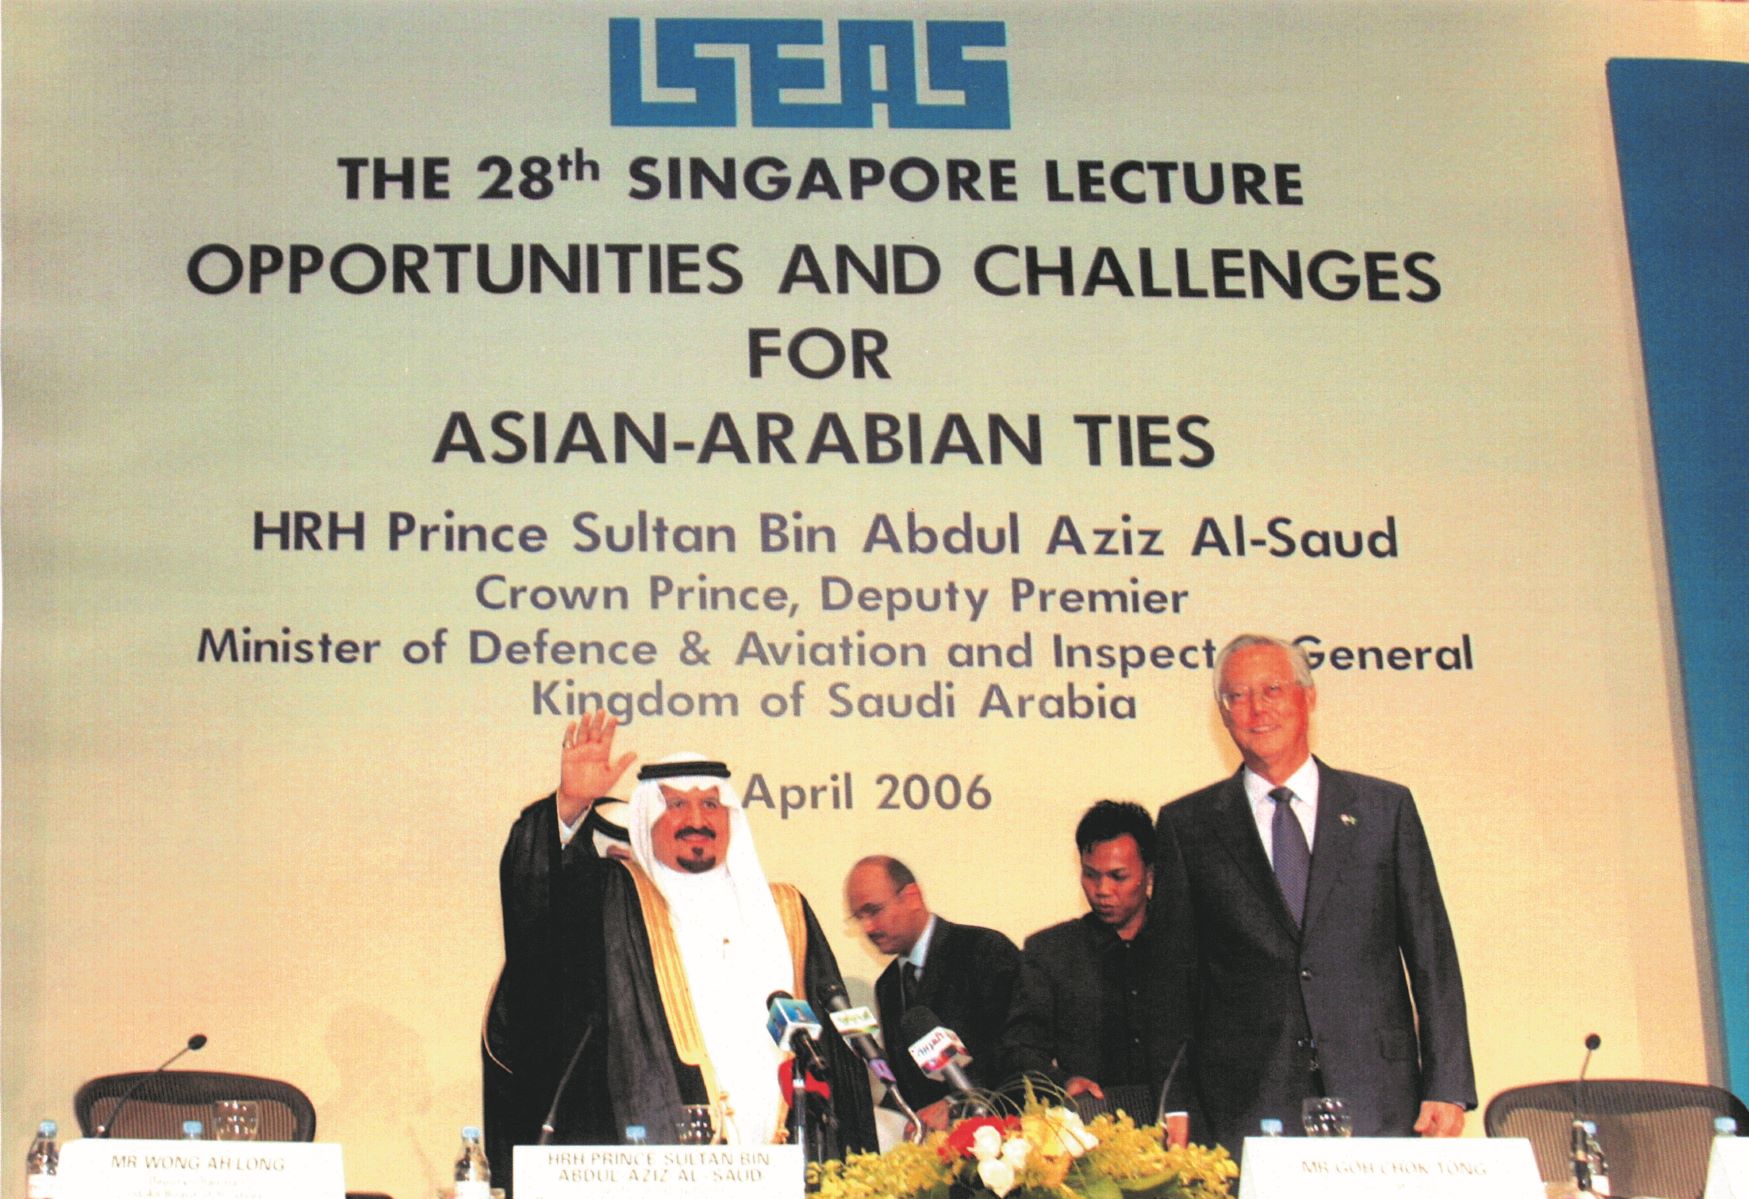 ISEAS
THE 28th SINGAPORE LECTURE
OPPORTUNITIES AND CHALLENGES
FOR
ASIAN-ARABIAN TIES
HRH Prince Sultan Bin Abdul Aziz Al-Saud
Crown Prince, Deputy Premier
Minister of Defence & Aviation and Inspect General
Kingdom of Saudi Arabia
April 2006
MR WONG AH LONG
HRH PRINCE SULTAN BIN
ABDUL AZIZ AL-SAUD
MR GOH CHOK TONG